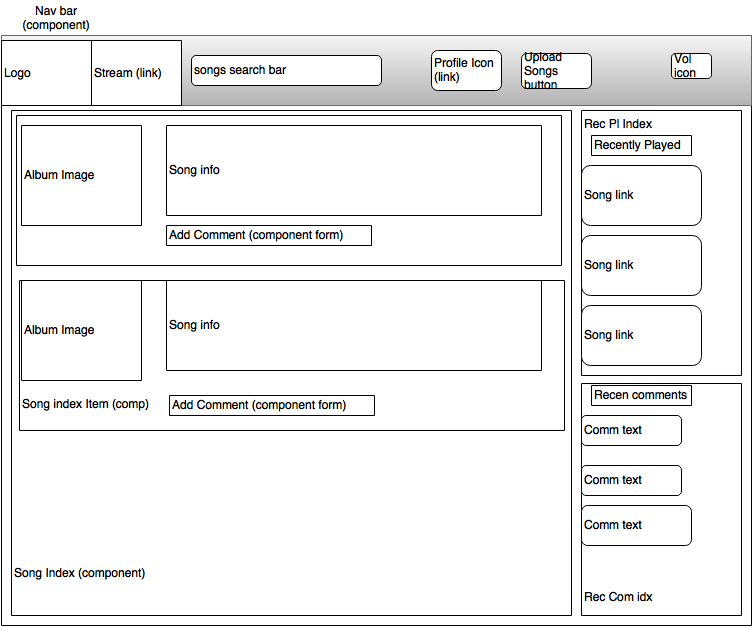 Nav bar
(component)
Logo
Stream (link)
songs search bar
Profile Icon
(link)
Upload
Songs
button
Vol
icon
Album Image
Song info
Add Comment (component form)
Album Image
Song info
Song index Item (comp)
Add Comment (component form)
Song Index (component)
Rec Pl Index
Recently Played
Song link
Song link
Song link
Recen comments
Comm text
Comm text
Comm text
Rec Com idx